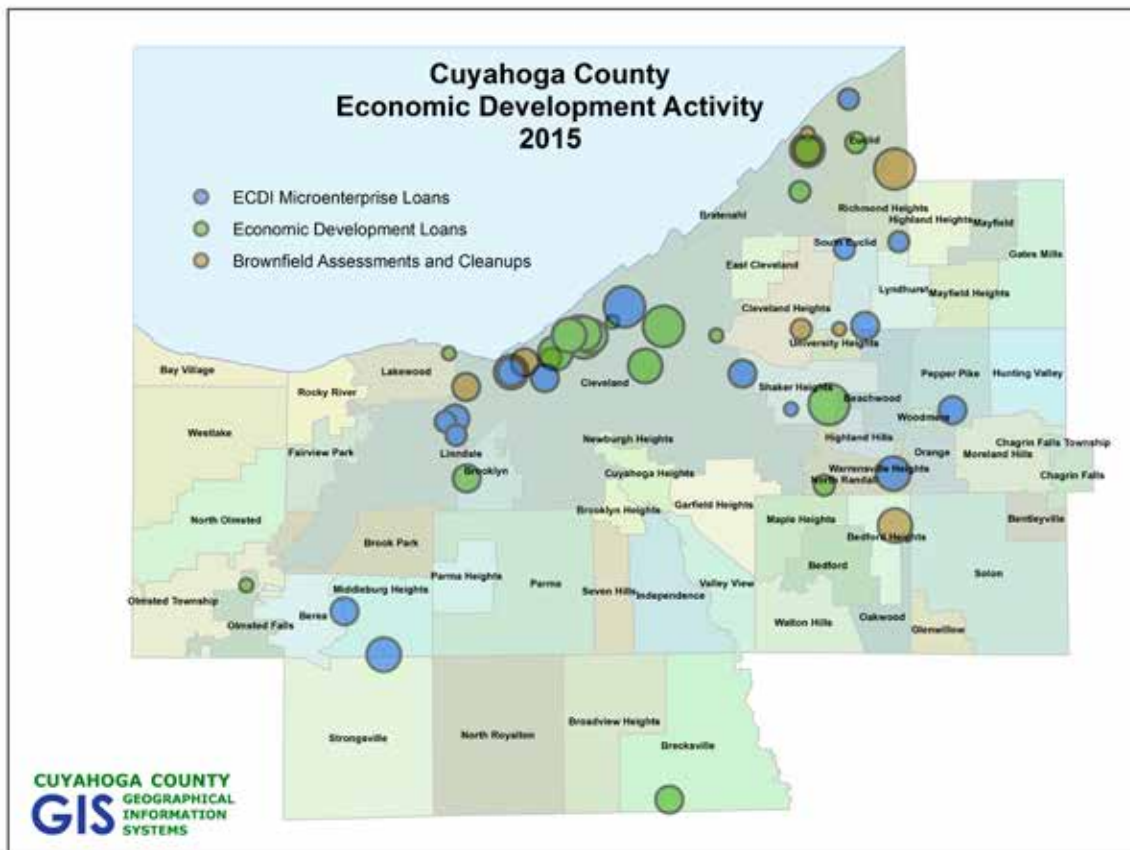 Cuyahoga County
Economic Development Activity
2015
ECDI Microenterprise Loans
Economic Development Loans
Brownfield Assessments and Cleanups
Euclid
Bratenahl
Richmond Heights
Highland Heights
Mayfield
South Euclid
Gates Mills
East Cleveland
Lyndhurst
Mayfield Heights
Cleveland Heights
University Heights
Bay Village
Lakewood
Rocky River
Cleveland
Shaker Heights
Pepper Pike
Hunting Valley
Beachwood
Woodmere
Westlake
Fairview Park
Linndale
Brooklyn
Newburgh Heights
Highland Hills
Orange
Chagrin Falls Township
Moreland Hills
Cuyahoga Heights
Warrensville Heights
North Randall
Chagrin Falls
Garfield Heights
Brooklyn Heights
North Olmsted
Maple Heights
Bentleyville
Brook Park
Bedford Heights
Bedford
Solon
Parma Heights
Parma
Valley View
Middleburg Heights
Seven Hills
Independence
Olmsted Township
Berea
Olmsted Falls
Walton Hills
Oakwood
Glenwillow
Strongsville
North Royalton
Broadview Heights
Brecksville
CUYAHOGA COUNTY
GIS GEOGRAPHICAL
INFORMATION
SYSTEMS